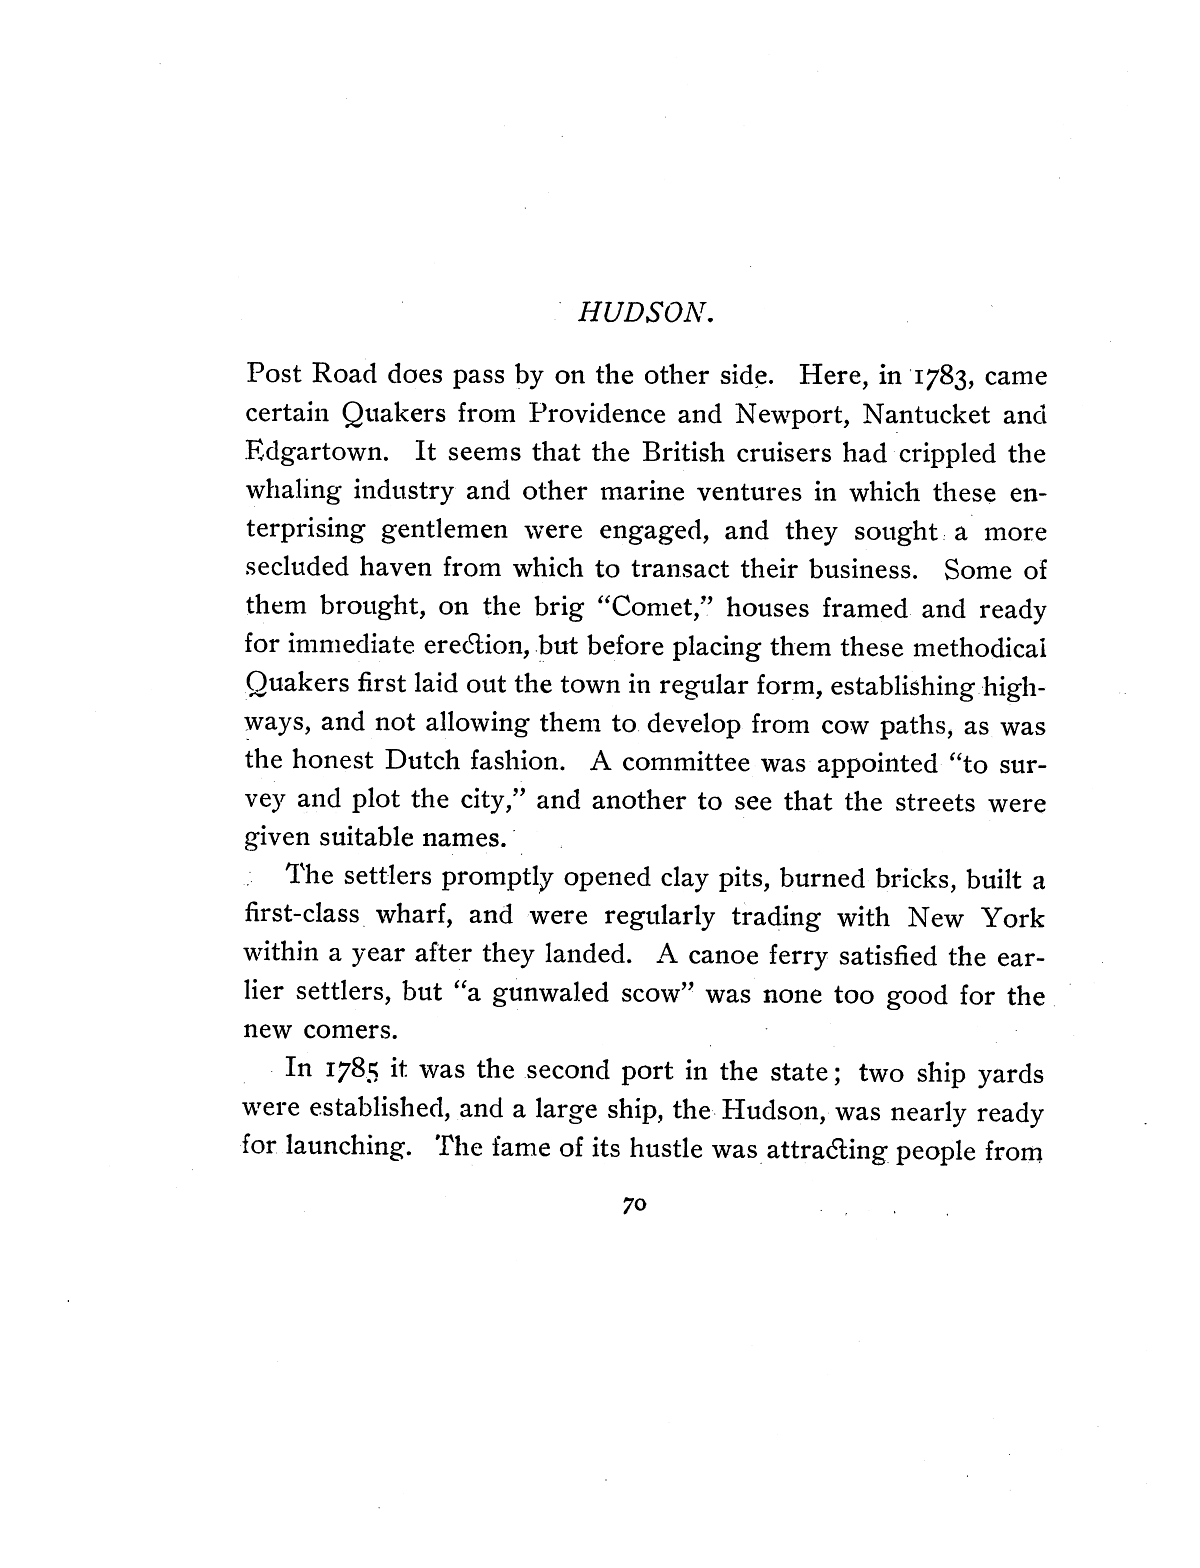 HUDSON.
Post Road does pass by on the other side. Here, in 1783, came
certain Quakers from Providence and Newport, Nantucket and
Edgartown. It seems that the British cruisers had crippled the
whaling industry and other marine ventures in which these en-
terprising gentlemen were engaged, and they sought a more
secluded haven from which to transact their business. Some of
them brought, on the brig “Comet,” houses framed and ready
for immediate erection, but before placing them these methodical
Quakers first laid out the town in regular form, establishing high-
ways, and not allowing them to develop from cow paths, as was
the honest Dutch fashion. A committee was appointed “to sur-
vey and plot the city,” and another to see that the streets were
given suitable names.
The settlers promptly opened clay pits, burned bricks, built a
first-class wharf, and were regularly trading with New York
within a year after they landed. A canoe ferry satisfied the ear-
lier settlers, but “a gunwaled scow” was none too good for the
new comers.
In 1785 it was the second port in the state; two ship yards
were established, and a large ship, the Hudson, was nearly ready
for launching. The fame of its hustle was attracting people from
70